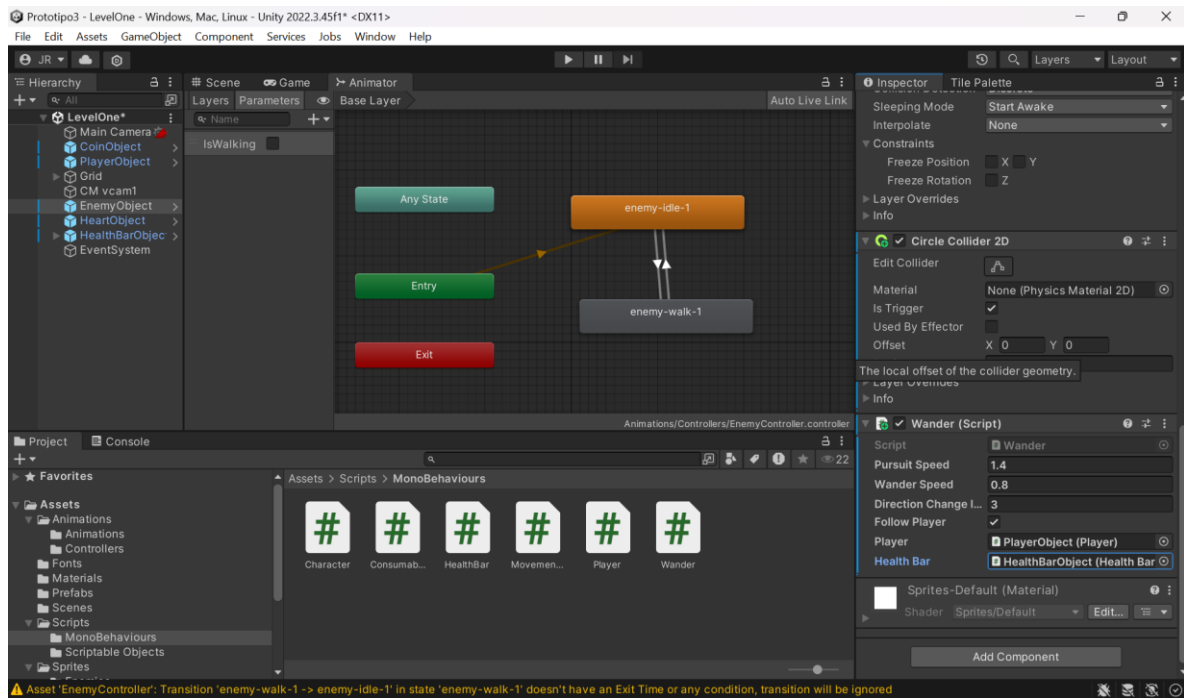 Prototipo3 - LevelOne - Windows, Mac, Linux - Unity 2022.3.45f1* <DX11>
File Edit Assets GameObject Component Services Jobs Window Help
JR
Layers
Layout
Hierarchy
All
LevelOne*
Main Camera
CoinObject
PlayerObject
Grid
CM vcam1
EnemyObject
HeartObject
HealthBarObjec
EventSystem
Scene Game Animator
Layers Parameters
Base Layer
Auto Live Link
Name
IsWalking
Any State
enemy-idle-1
Entry
enemy-walk-1
Exit
Animations/Controllers/EnemyController.controller
Inspector Tile Palette
Sleeping Mode Start Awake
Interpolate None
Constraints
Freeze Position X Y
Freeze Rotation Z
Layer Overrides
Info
Circle Collider 2D
Edit Collider
Material None (Physics Material 2D)
Is Trigger
Used By Effector
Offset X 0 Y 0
The local offset of the collider geometry.
Layer Overrides
Info
Wander (Script)
Script Wander
Pursuit Speed 1.4
Wander Speed 0.8
Direction Change I... 3
Follow Player
Player PlayerObject (Player)
Health Bar HealthBarObject (Health Bar
Sprites-Default (Material)
Shader Sprites/Default Edit...
Add Component
Project Console
22
Favorites
Assets
Animations
Animations
Controllers
Fonts
Materials
Prefabs
Scenes
Scripts
MonoBehaviours
Scriptable Objects
Sprites
Assets > Scripts > MonoBehaviours
Character Consumab... HealthBar Movemen... Player Wander
Asset 'EnemyController': Transition 'enemy-walk-1 -> enemy-idle-1' in state 'enemy-walk-1' doesn't have an Exit Time or any condition, transition will be ignored